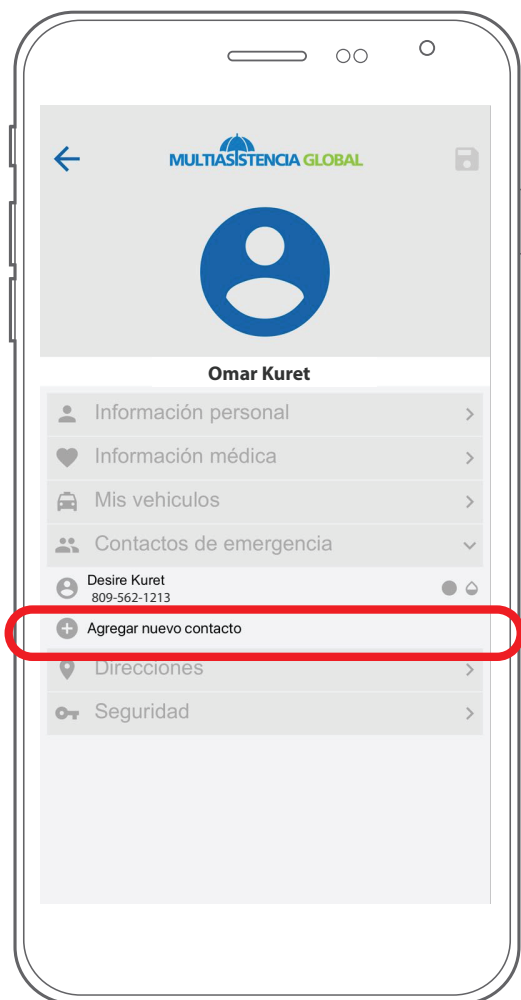 MULTIASISTENCIA GLOBAL
Omar Kuret
Información personal
Información médica
Mis vehiculos
Contactos de emergencia
Desire Kuret
809-562-1213
Agregar nuevo contacto
Direcciones
Seguridad